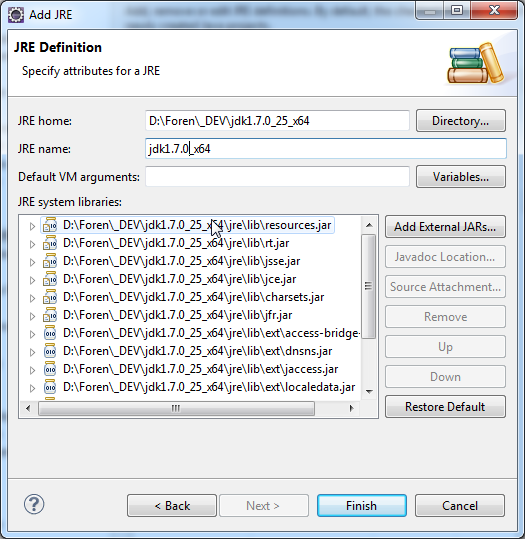 Add JRE
JRE Definition
Specify attributes for a JRE
JRE home:
D:\Foren\_DEV\jdk1.7.0_25_x64
Directory...
JRE name:
jdk1.7.0_x64
Default VM arguments:
Variables...
JRE system libraries:
D:\Foren\_DEV\jdk1.7.0_25_x64\jre\lib\resources.jar
D:\Foren\_DEV\jdk1.7.0_25_x64\jre\lib\rt.jar
D:\Foren\_DEV\jdk1.7.0_25_x64\jre\lib\jsse.jar
D:\Foren\_DEV\jdk1.7.0_25_x64\jre\lib\jce.jar
D:\Foren\_DEV\jdk1.7.0_25_x64\jre\lib\charsets.jar
D:\Foren\_DEV\jdk1.7.0_25_x64\jre\lib\jfr.jar
D:\Foren\_DEV\jdk1.7.0_25_x64\jre\lib\ext\access-bridge-
D:\Foren\_DEV\jdk1.7.0_25_x64\jre\lib\ext\dnsns.jar
D:\Foren\_DEV\jdk1.7.0_25_x64\jre\lib\ext\jaccess.jar
D:\Foren\_DEV\jdk1.7.0_25_x64\jre\lib\ext\localedata.jar
Add External JARs...
Javadoc Location...
Source Attachment...
Remove
Up
Down
Restore Default
?
< Back
Next >
Finish
Cancel